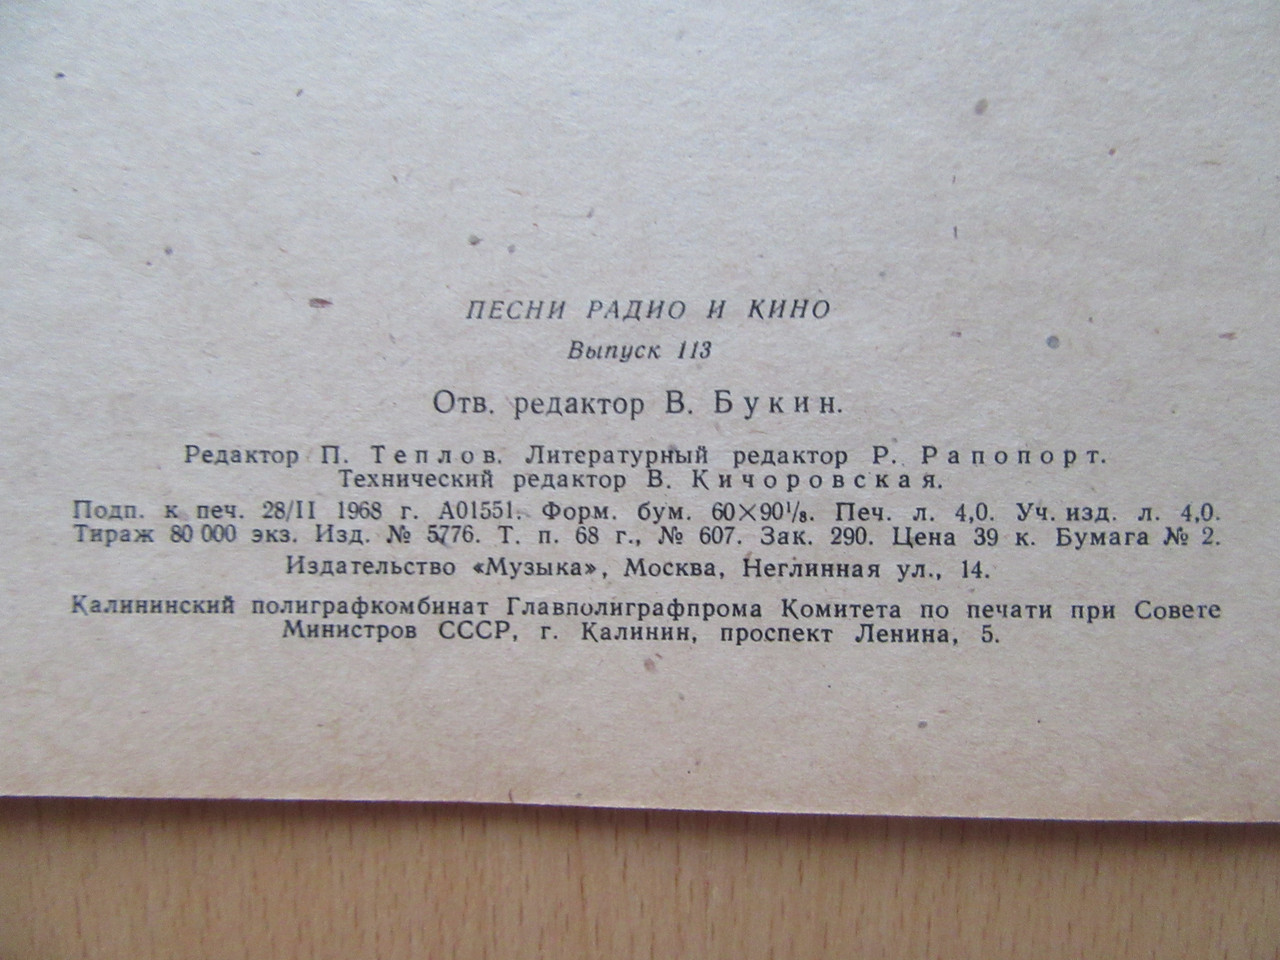 ПЕСНИ РАДИО И КИНО
Выпуск 113
Отв. редактор В. Букин.
Редактор П. Теплов. Литературный редактор Р. Рапопорт.
Технический редактор В. Кичоровская.
Подп. к печ. 28/II 1968 г. А01551. Форм. бум. 60×90⅛. Печ. л. 4,0. Уч. изд. л. 4,0.
Тираж 80 000 экз. Изд. № 5776. Т. п. 68 г., № 607. Зак. 290. Цена 39 к. Бумага № 2.
Издательство «Музыка», Москва, Неглинная ул., 14.
Калининский полиграфкомбинат Главполиграфпрома Комитета по печати при Совете
Министров СССР, г. Калинин, проспект Ленина, 5.